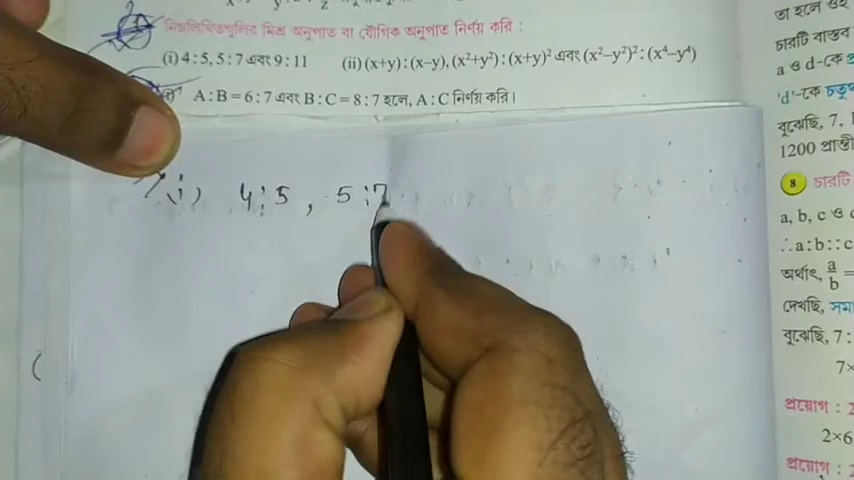 নিম্নলিখিতগুলির মিশ্র অনুপাত বা যৌগিক অনুপাত নির্ণয় করি :
(i) 4 : 5, 5 : 7 এবং 9 : 11 (ii) (x+y) : (x−y), (x²+y²) : (x+y)² এবং (x²−y²)² : (x⁴−y⁴)
A : B = 6 : 7 এবং B : C = 8 : 7 হলে, A : C নির্ণয় করি।
i) 4 : 5 , 5 : 7
তা হলে
চারটি বাস্তব
a ও d-কে
'd'-কে
বুঝেছি, 7,
1200 প্রান্তী
8 চারটি
a, b, c ও
∴ a : b : : c
অর্থাৎ, a/b =
দেখছি,
বুঝেছি, 7 :
7×
প্রয়োগ : 2
2×6
প্রয়োগ :